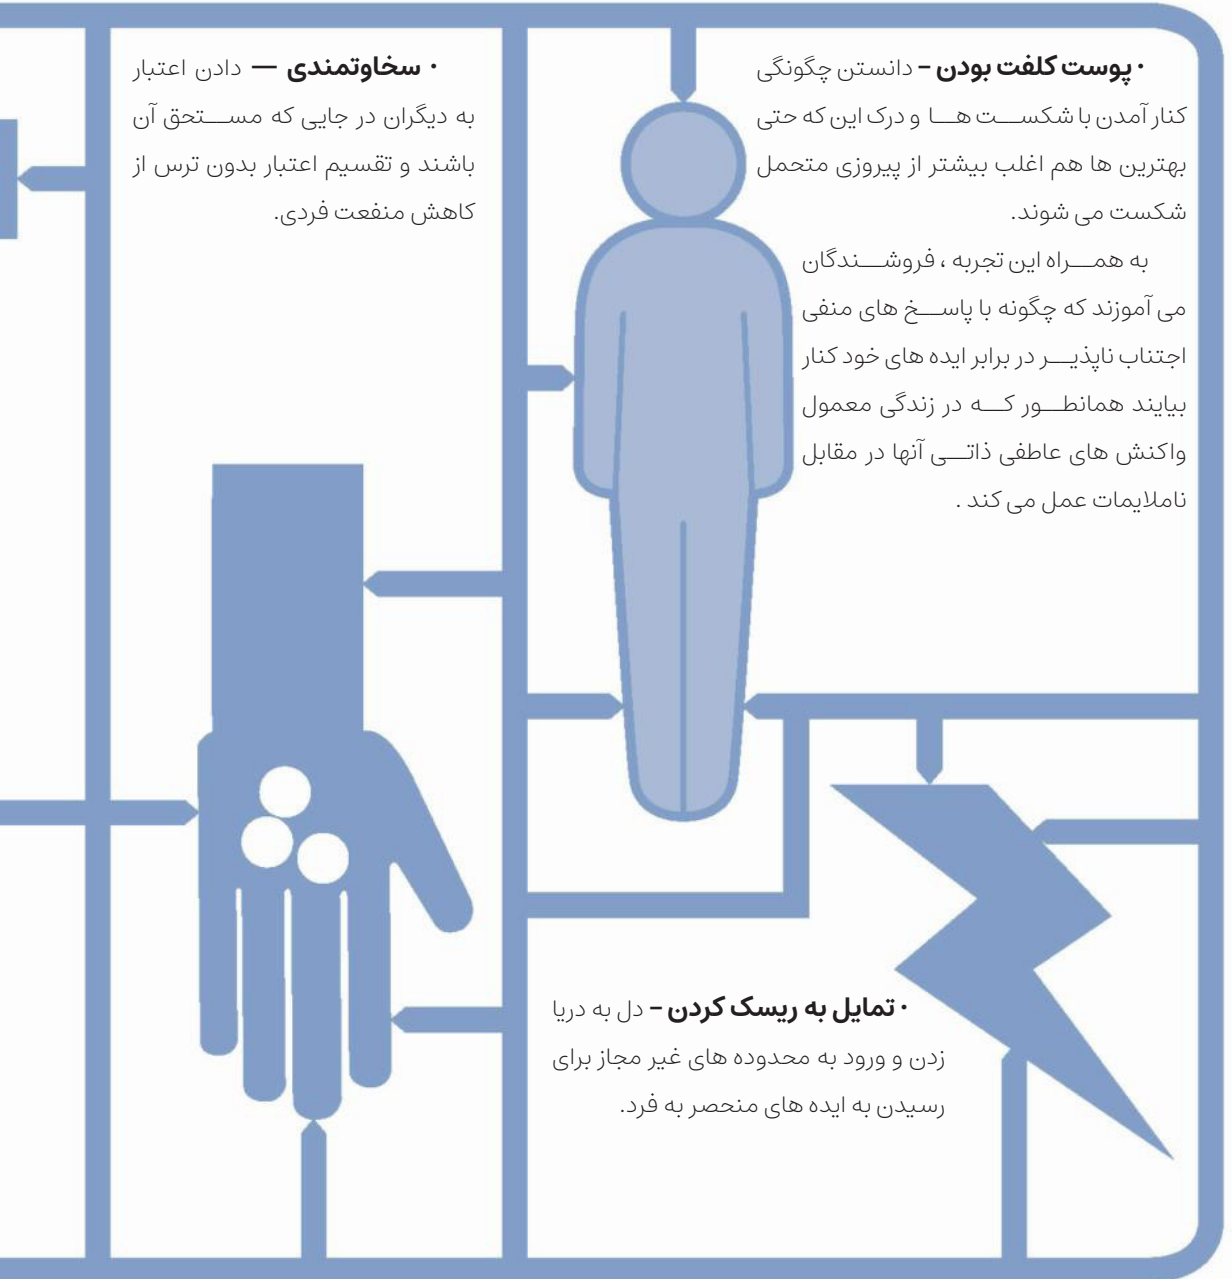 · پوست کلفت بودن – دانستن چگونگی
کنار آمدن با شکست ها و درک این که حتی
بهترین ها هم اغلب بیشتر از پیروزی متحمل
شکست می شوند.
به همراه این تجربه ، فروشندگان
می آموزند که چگونه با پاسخ های منفی
اجتناب ناپذیر در برابر ایده های خود کنار
بیایند همانطور که در زندگی معمول
واکنش های عاطفی ذاتی آنها در مقابل
ناملایمات عمل می کند .
· سخاوتمندی — دادن اعتبار
به دیگران در جایی که مستحق آن
باشند و تقسیم اعتبار بدون ترس از
کاهش منفعت فردی.
· تمایل به ریسک کردن – دل به دریا
زدن و ورود به محدوده های غیر مجاز برای
رسیدن به ایده های منحصر به فرد.